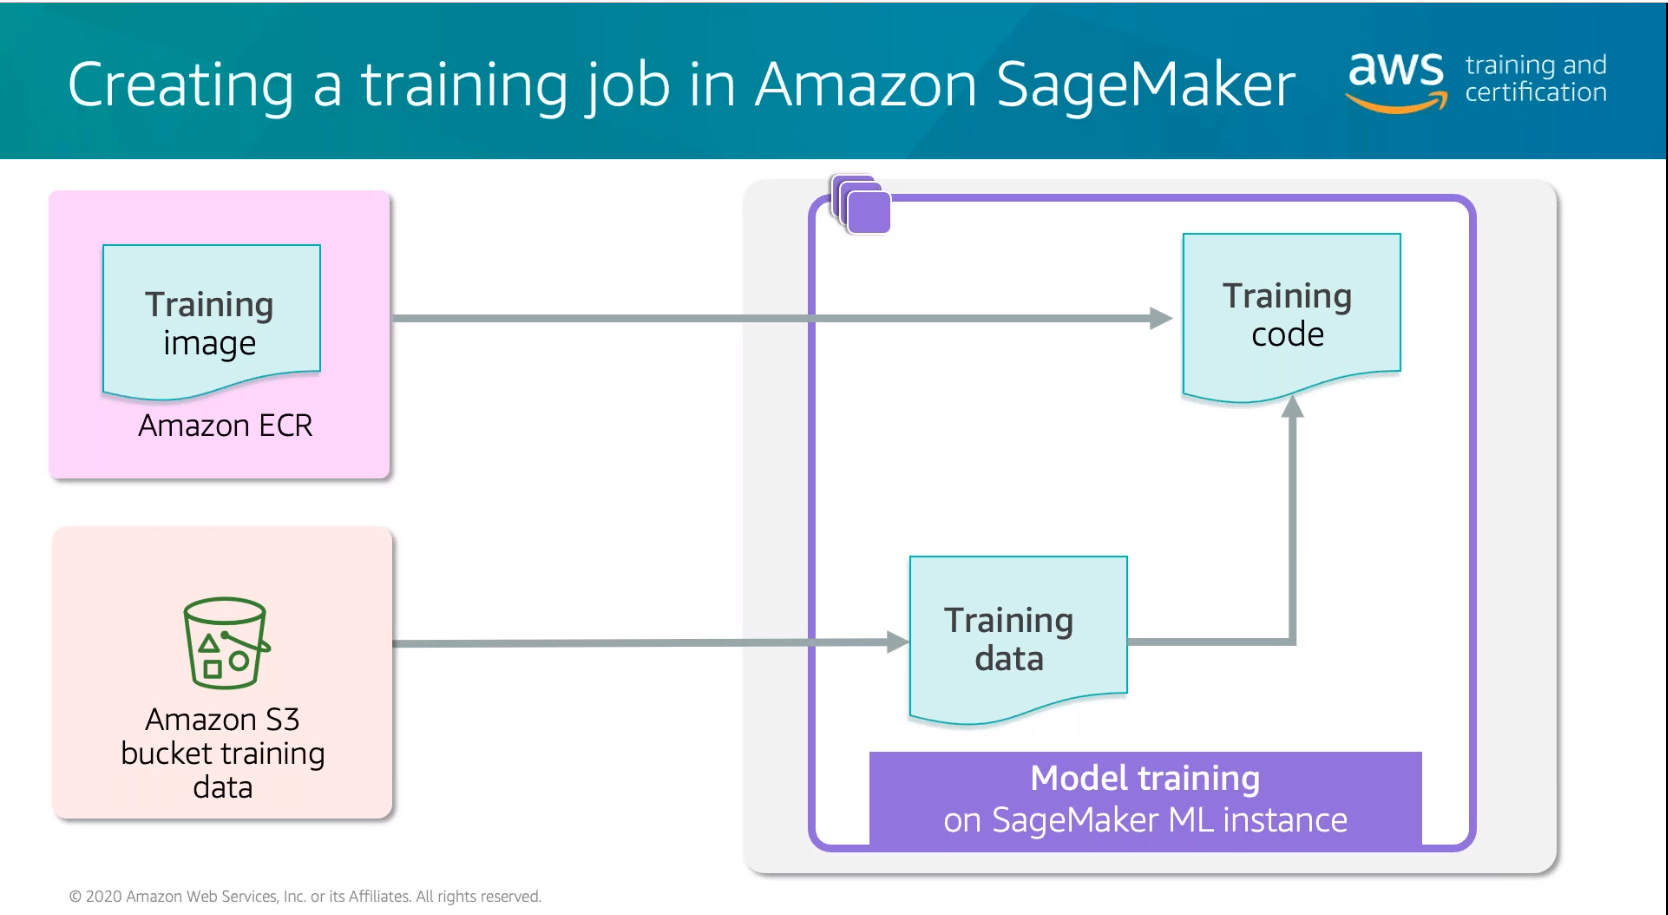 Creating a training job in Amazon SageMaker
aws
training and
certification
Training
image
Amazon ECR
Training
code
Amazon S3
bucket training
data
Training
data
Model training
on SageMaker ML instance
© 2020 Amazon Web Services, Inc. or its Affiliates. All rights reserved.